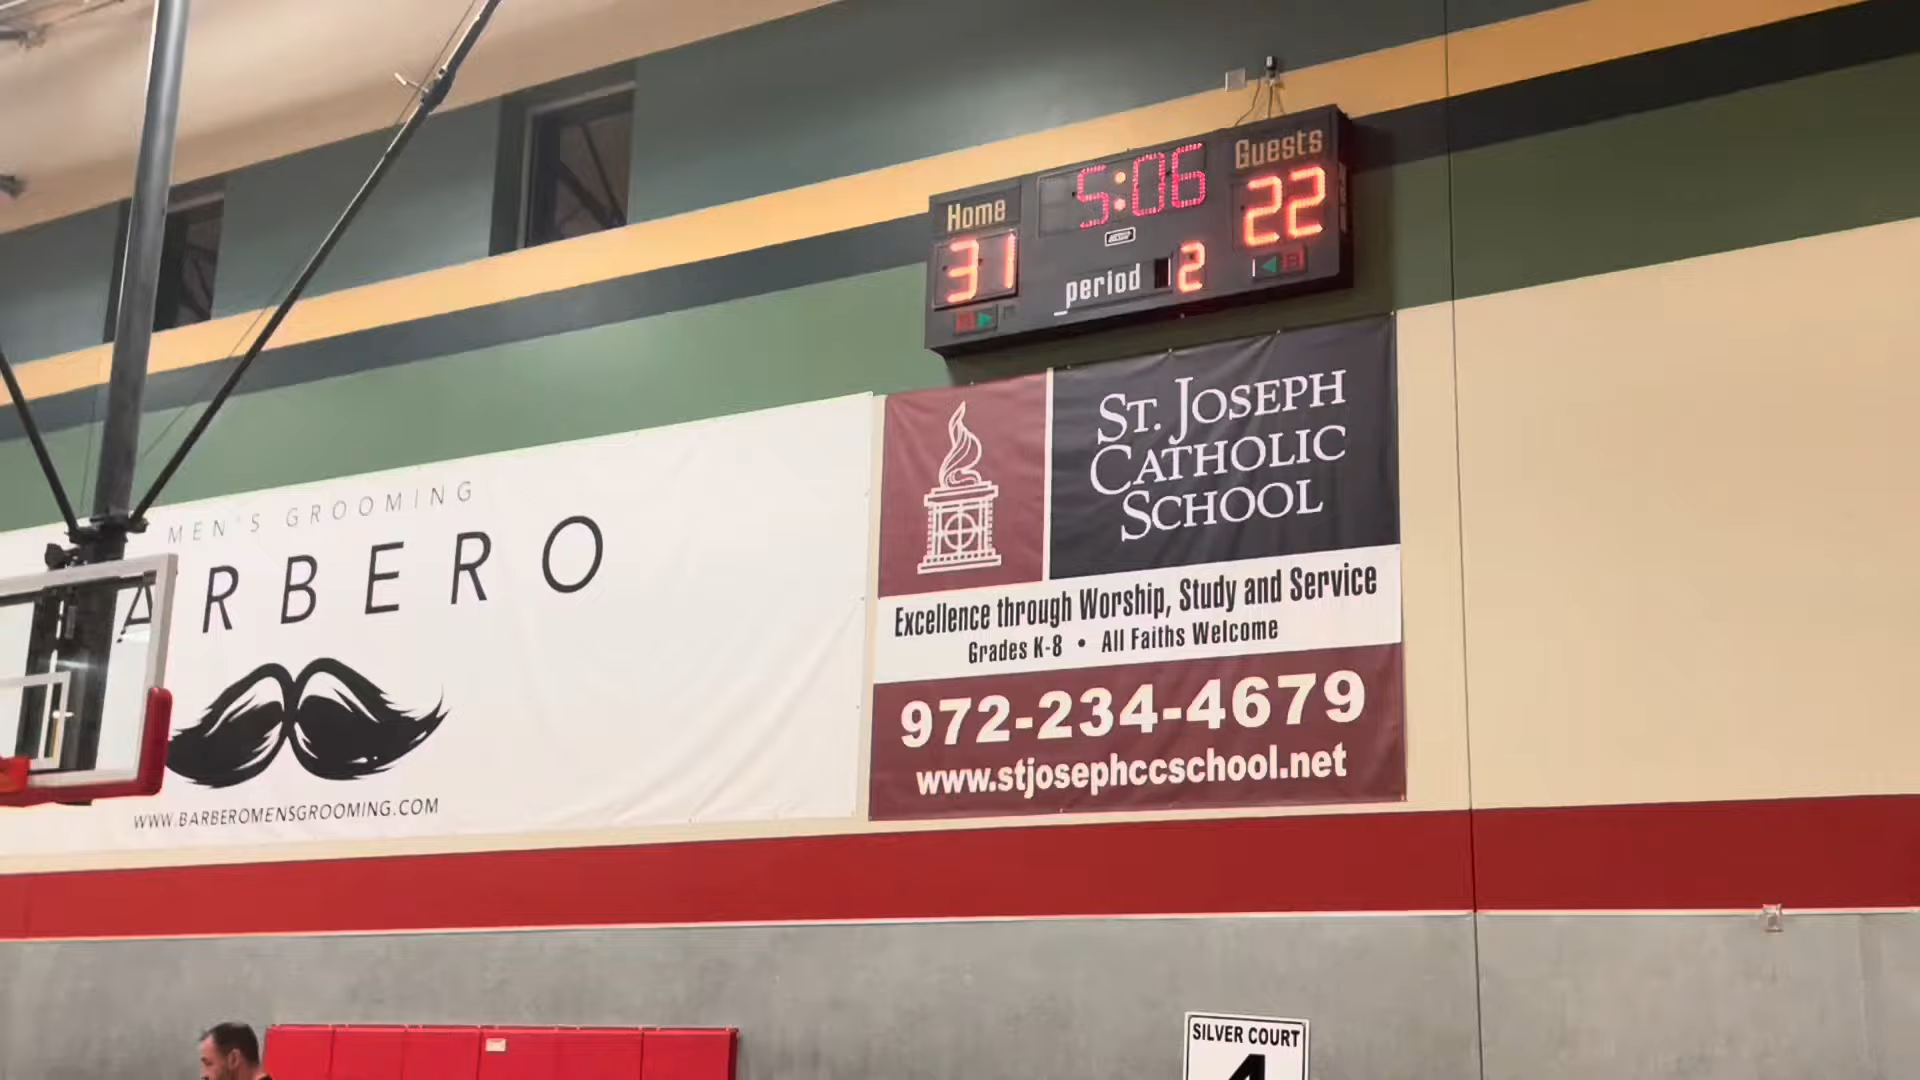 Home
5:06
Guests
31
22
period 2
MEN'S GROOMING
ARBERO
WWW.BARBEROMENSGROOMING.COM
ST. JOSEPH
CATHOLIC
SCHOOL
Excellence through Worship, Study and Service
Grades K-8 • All Faiths Welcome
972-234-4679
www.stjosephccschool.net
SILVER COURT
4